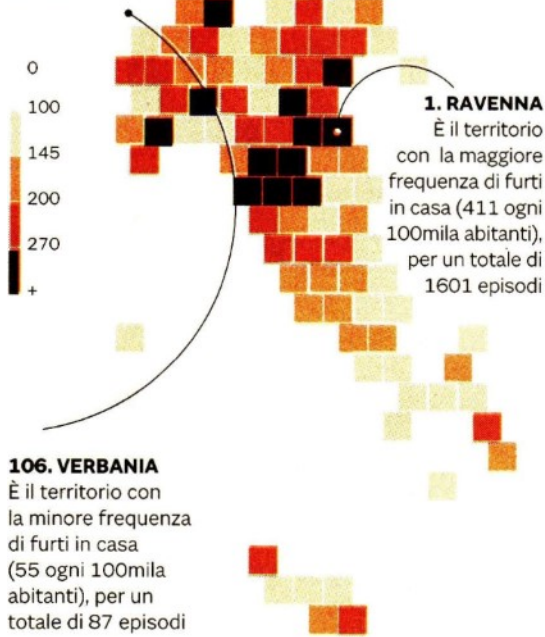 0
100
145
200
270
+
1. RAVENNA
È il territorio
con la maggiore
frequenza di furti
in casa (411 ogni
100mila abitanti),
per un totale di
1601 episodi
106. VERBANIA
È il territorio con
la minore frequenza
di furti in casa
(55 ogni 100mila
abitanti), per un
totale di 87 episodi